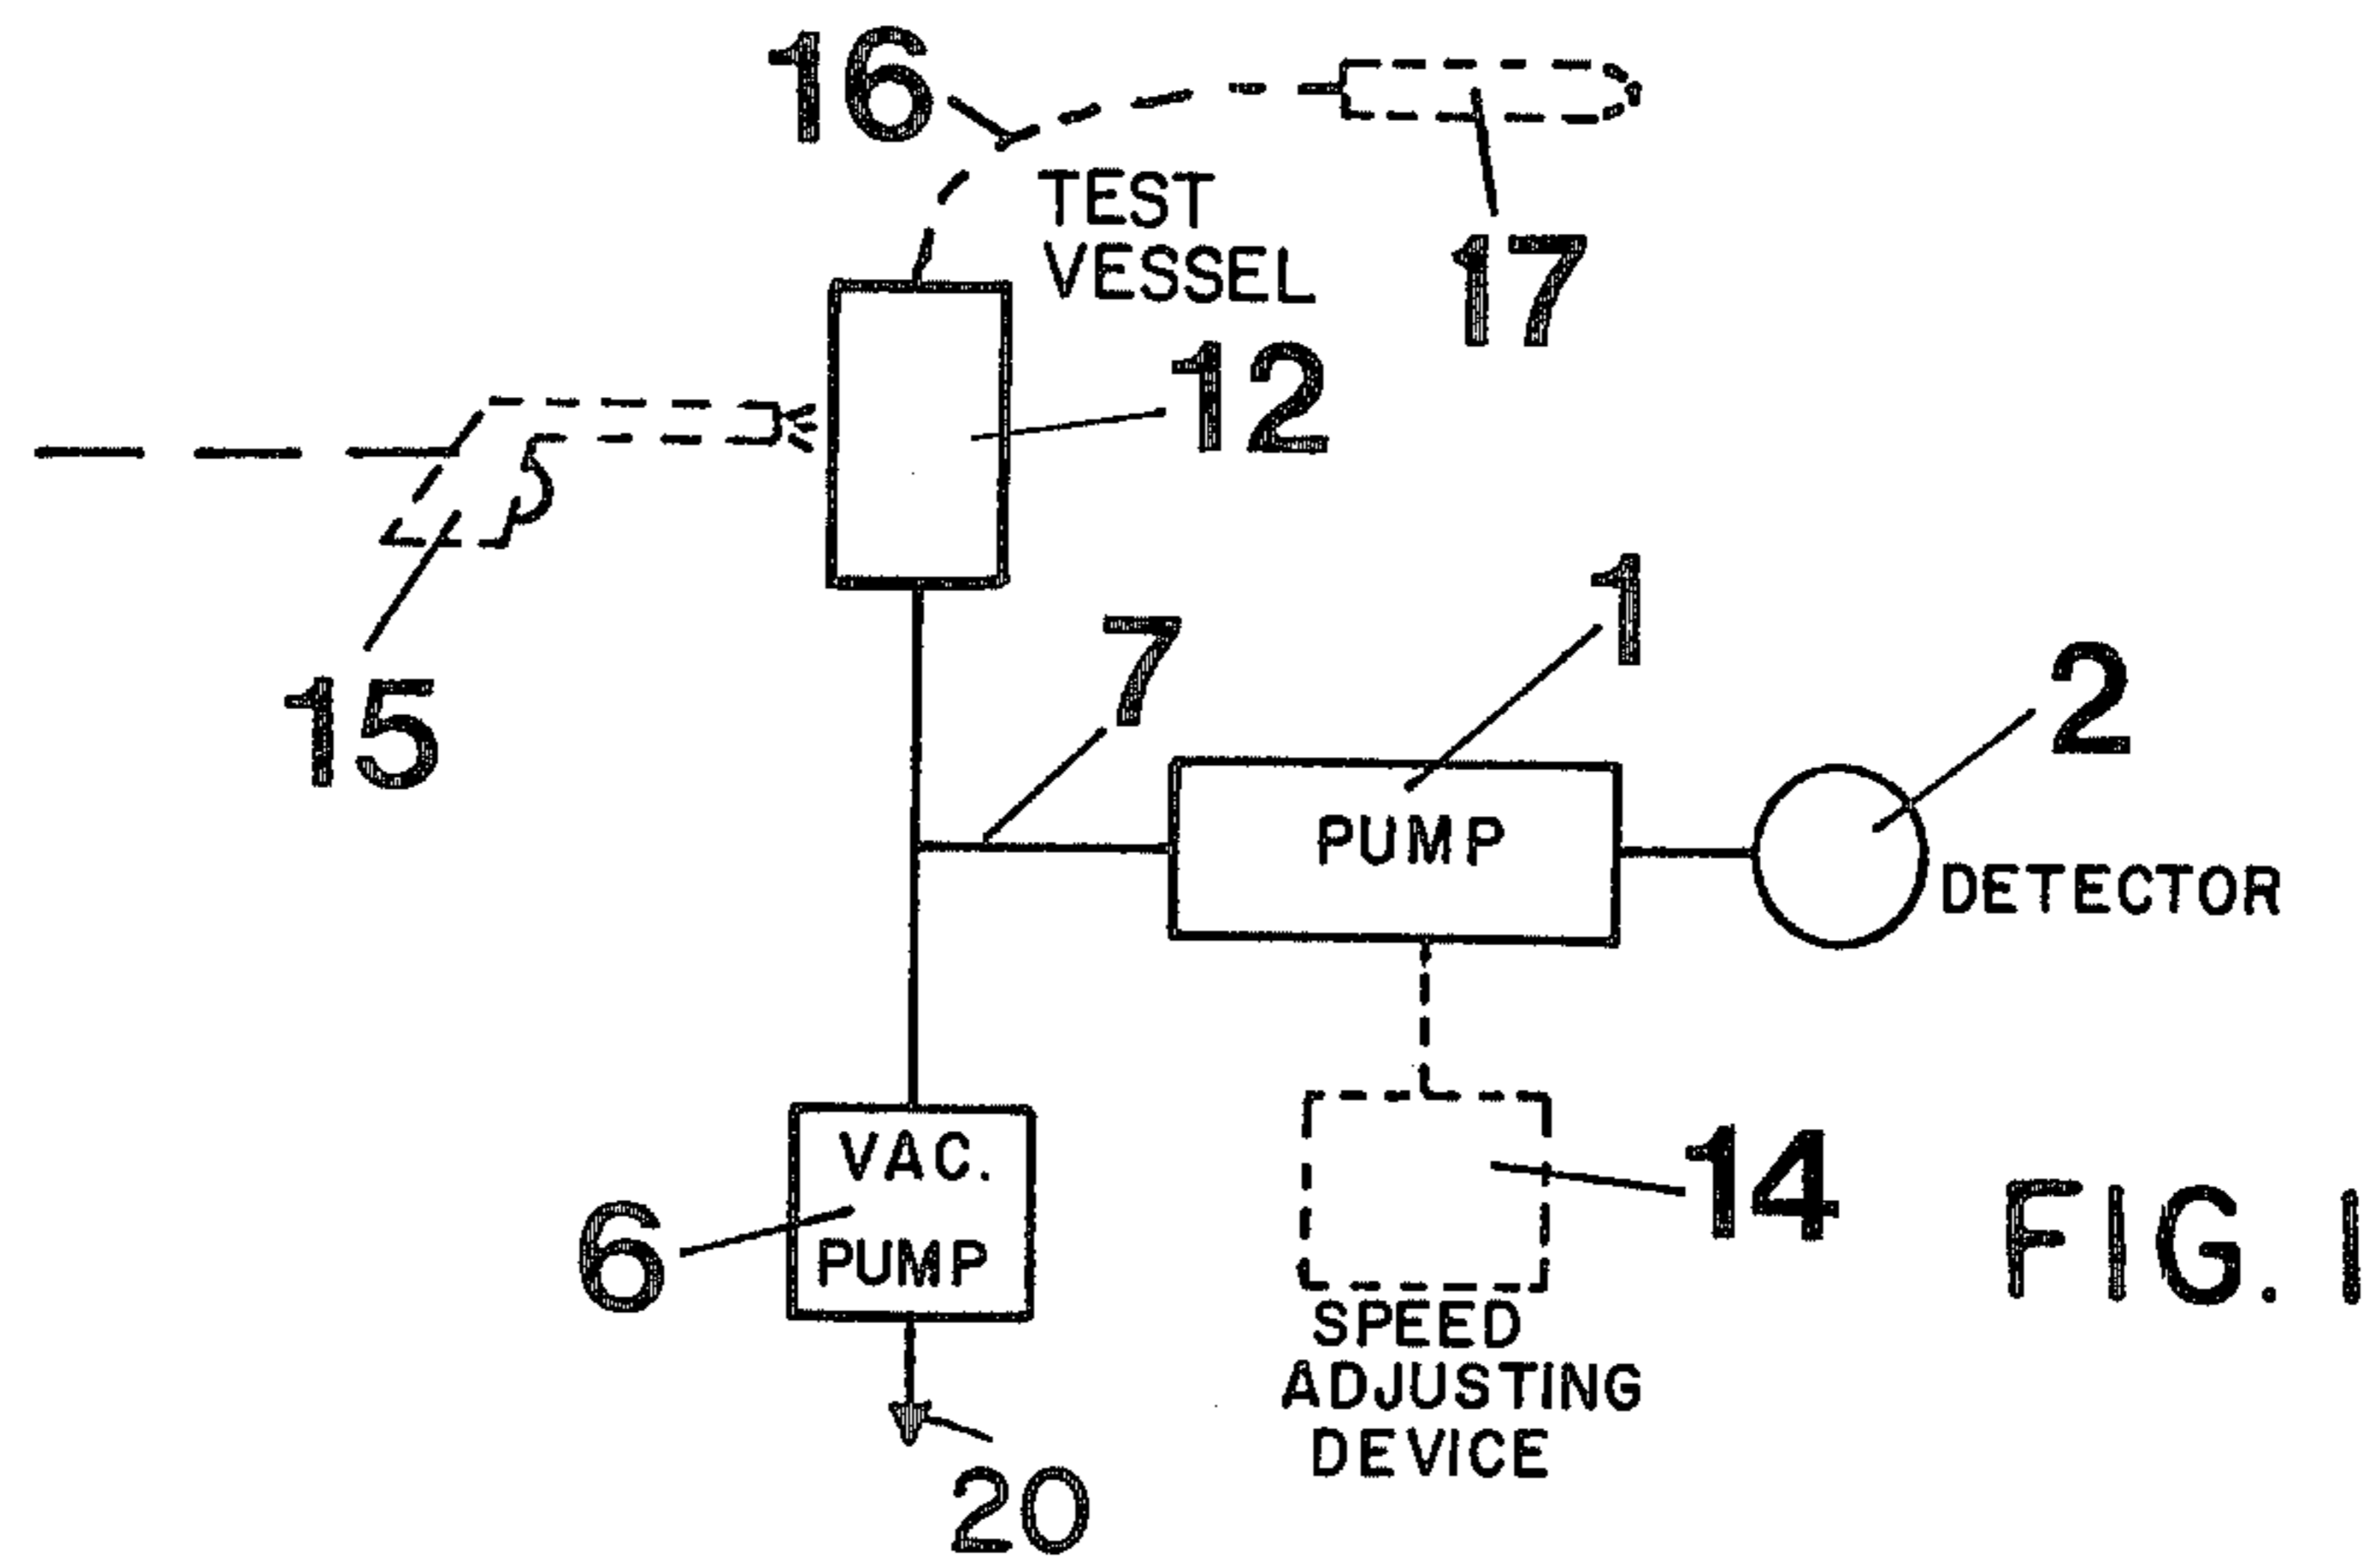 16
TEST
VESSEL
17
12
15
7
1
2
PUMP
DETECTOR
VAC.
PUMP
6
14
SPEED
ADJUSTING
DEVICE
20
FIG. 1